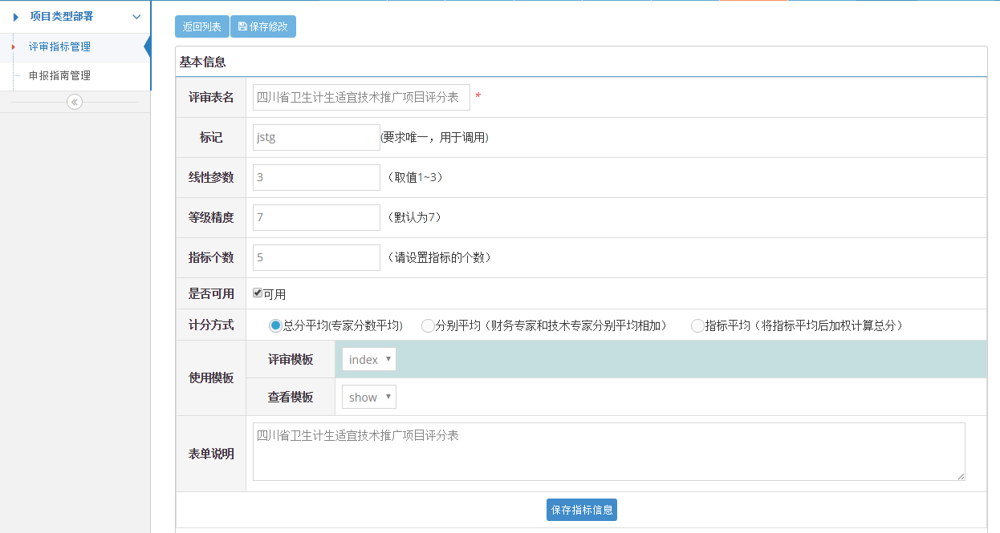 项目类型部署
评审指标管理
申报指南管理
返回列表 保存修改
基本信息
评审表名 四川省卫生计生适宜技术推广项目评分表 *
标记 jstg (要求唯一，用于调用)
线性参数 3 （取值1~3）
等级精度 7 （默认为7）
指标个数 5 （请设置指标的个数）
是否可用 可用
计分方式 总分平均(专家分数平均) 分别平均（财务专家和技术专家分别平均相加） 指标平均（将指标平均后加权计算总分）
使用模板
评审模板 index
查看模板 show
表单说明 四川省卫生计生适宜技术推广项目评分表
保存指标信息